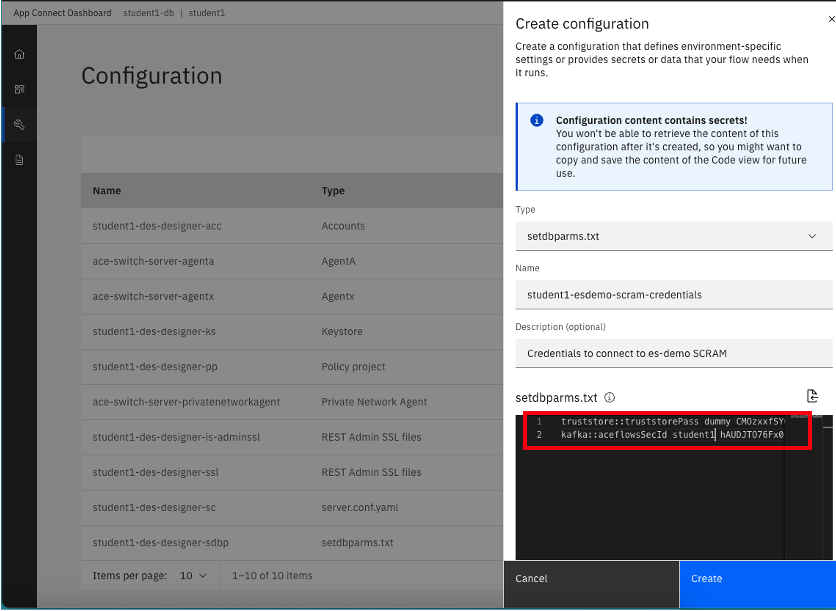 App Connect Dashboard student1-db | student1
Configuration
Name Type
student1-des-designer-acc Accounts
ace-switch-server-agenta AgentA
ace-switch-server-agentx Agentx
student1-des-designer-ks Keystore
student1-des-designer-pp Policy project
ace-switch-server-privatenetworkagent Private Network Agent
student1-des-designer-is-adminssl REST Admin SSL files
student1-des-designer-ssl REST Admin SSL files
student1-des-designer-sc server.conf.yaml
student1-des-designer-sdbp setdbparms.txt
Items per page: 10 1–10 of 10 items
Create configuration
Create a configuration that defines environment-specific
settings or provides secrets or data that your flow needs when
it runs.
Configuration content contains secrets!
You won't be able to retrieve the content of this
configuration after it's created, so you might want to
copy and save the content of the Code view for future
use.
Type
setdbparms.txt
Name
student1-esdemo-scram-credentials
Description (optional)
Credentials to connect to es-demo SCRAM
setdbparms.txt
1 truststore::truststorePass dummy CMOzxxfSY
2 kafka::aceflowsSecId student1 hAUDJTO76Fx0
Cancel Create